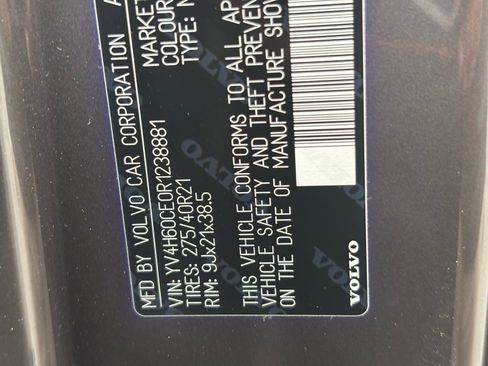 MFD BY VOLVO CAR CORPORATION
MARKET
COLOUR
VIN: YV4H60CE0R1238881
TYPE: N
TIRES: 275/40R21
RIM: 9Jx21x38.5
THIS VEHICLE CONFORMS TO ALL AP
VEHICLE SAFETY AND THEFT PREVEN
ON THE DATE OF MANUFACTURE SHOW
VOLVO